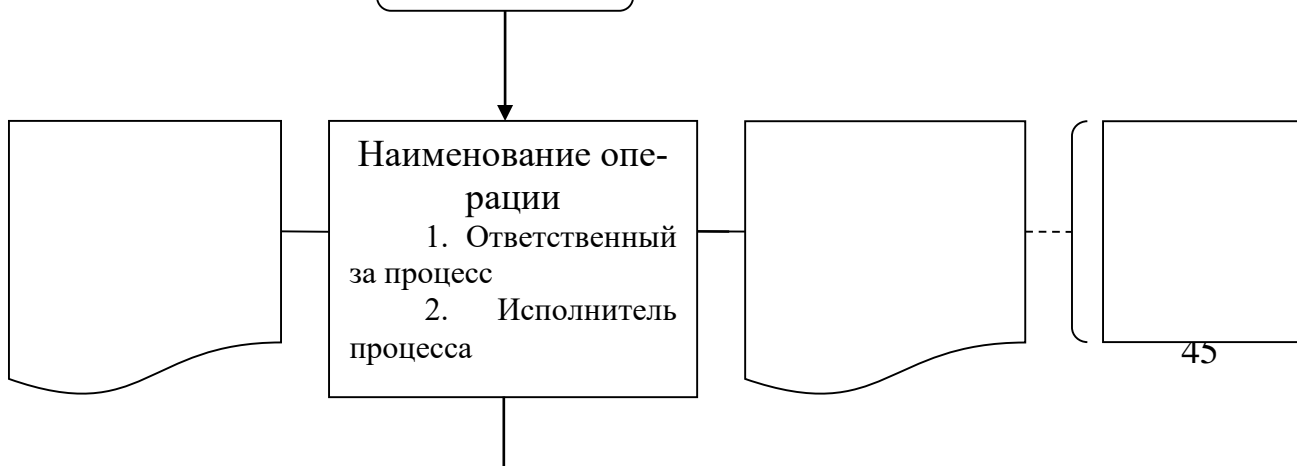 Наименование опе-
рации
1. Ответственный
за процесс
2. Исполнитель
процесса
45